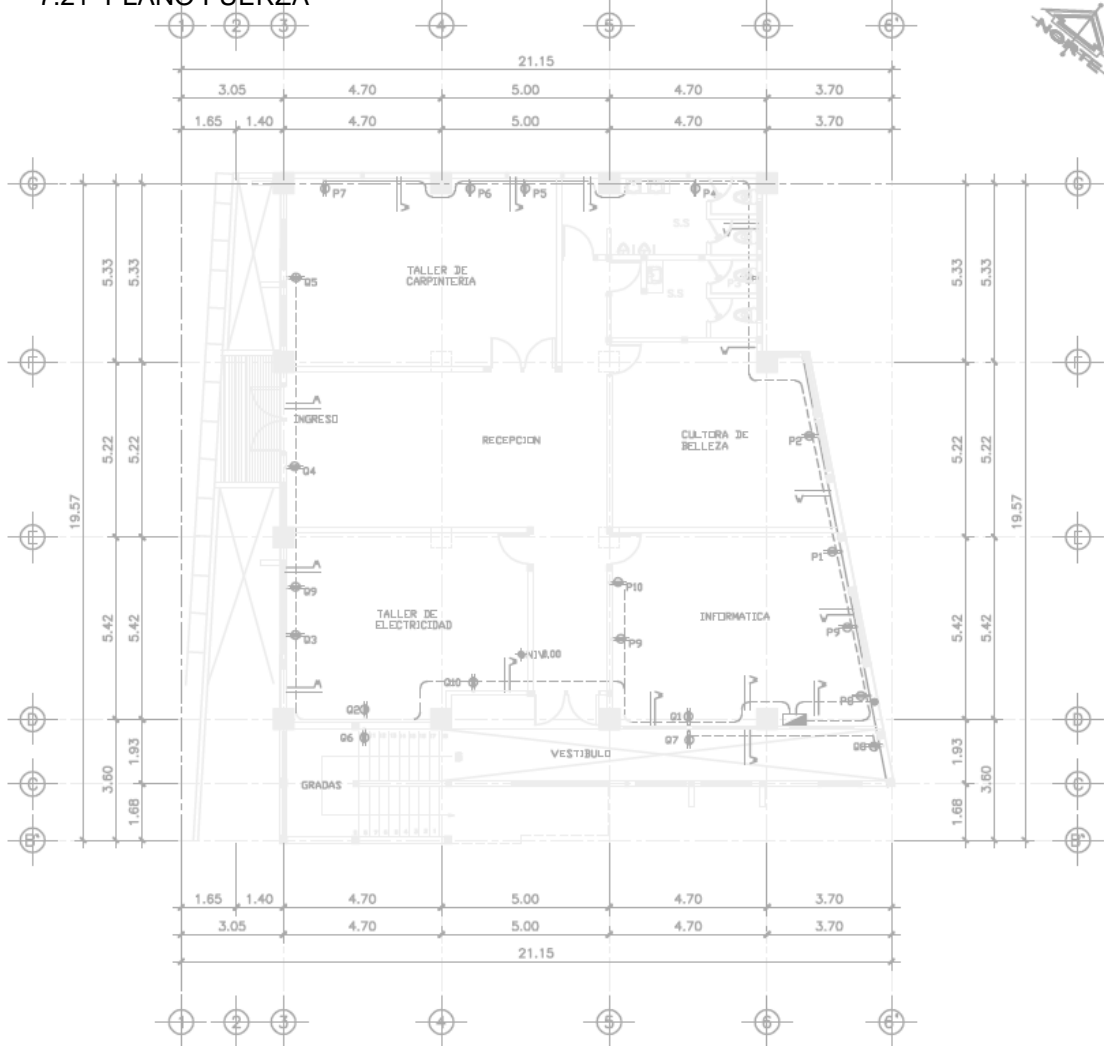 7.21 PLANO FUERZA
1 2 3 4 5 6 6'
NORTE
21.15
3.05 4.70 5.00 4.70 3.70
1.65 1.40 4.70 5.00 4.70 3.70
G G
P7 P6 P5 P4
S.S
5.33 5.33 5.33 5.33
Q5
TALLER DE
CARPINTERIA
P3
S.S
F F
INGRESO
RECEPCION
CULTORA DE
BELLEZA
P2
5.22 5.22 5.22 5.22
Q4
19.57 19.57
E E
P1
Q9 P10
TALLER DE
ELECTRICIDAD
INFORMATICA
5.42 5.42 5.42 5.42
Q3 P9 P9
Q10
P8
Q2 Q1
D D
Q6 Q7 Q8
VESTIBULO
1.93 1.93
3.60 3.60
GRADAS
C C
1.68 1.68
B' B'
1.65 1.40 4.70 5.00 4.70 3.70
3.05 4.70 5.00 4.70 3.70
21.15
1 2 3 4 5 6 6'